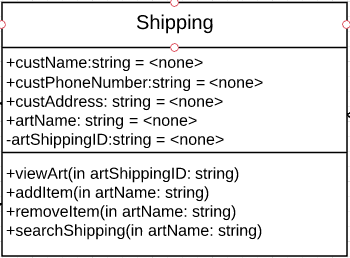 Shipping
+custName:string = <none>
+custPhoneNumber:string = <none>
+custAddress: string = <none>
+artName: string = <none>
-artShippingID:string = <none>
+viewArt(in artShippingID: string)
+addItem(in artName: string)
+removeItem(in artName: string)
+searchShipping(in artName: string)